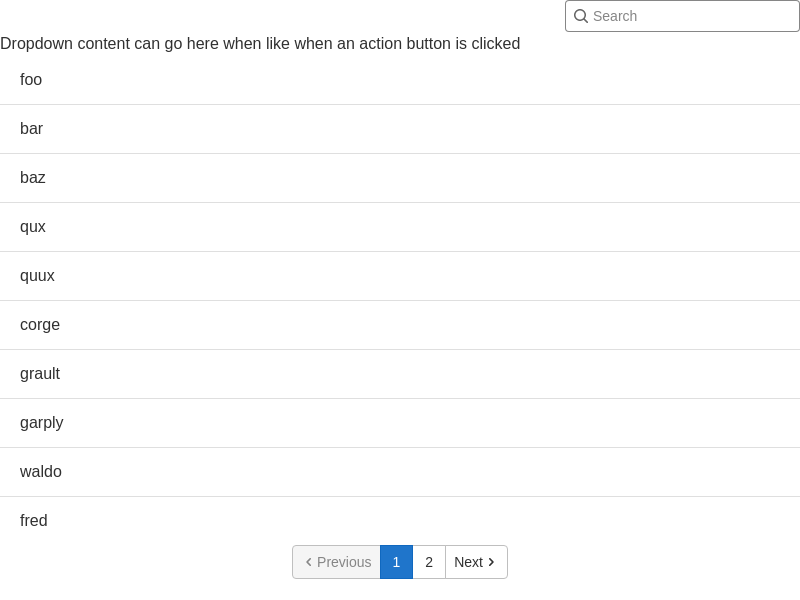 Search
Dropdown content can go here when like when an action button is clicked
foo
bar
baz
qux
quux
corge
grault
garply
waldo
fred
Previous 1 2 Next